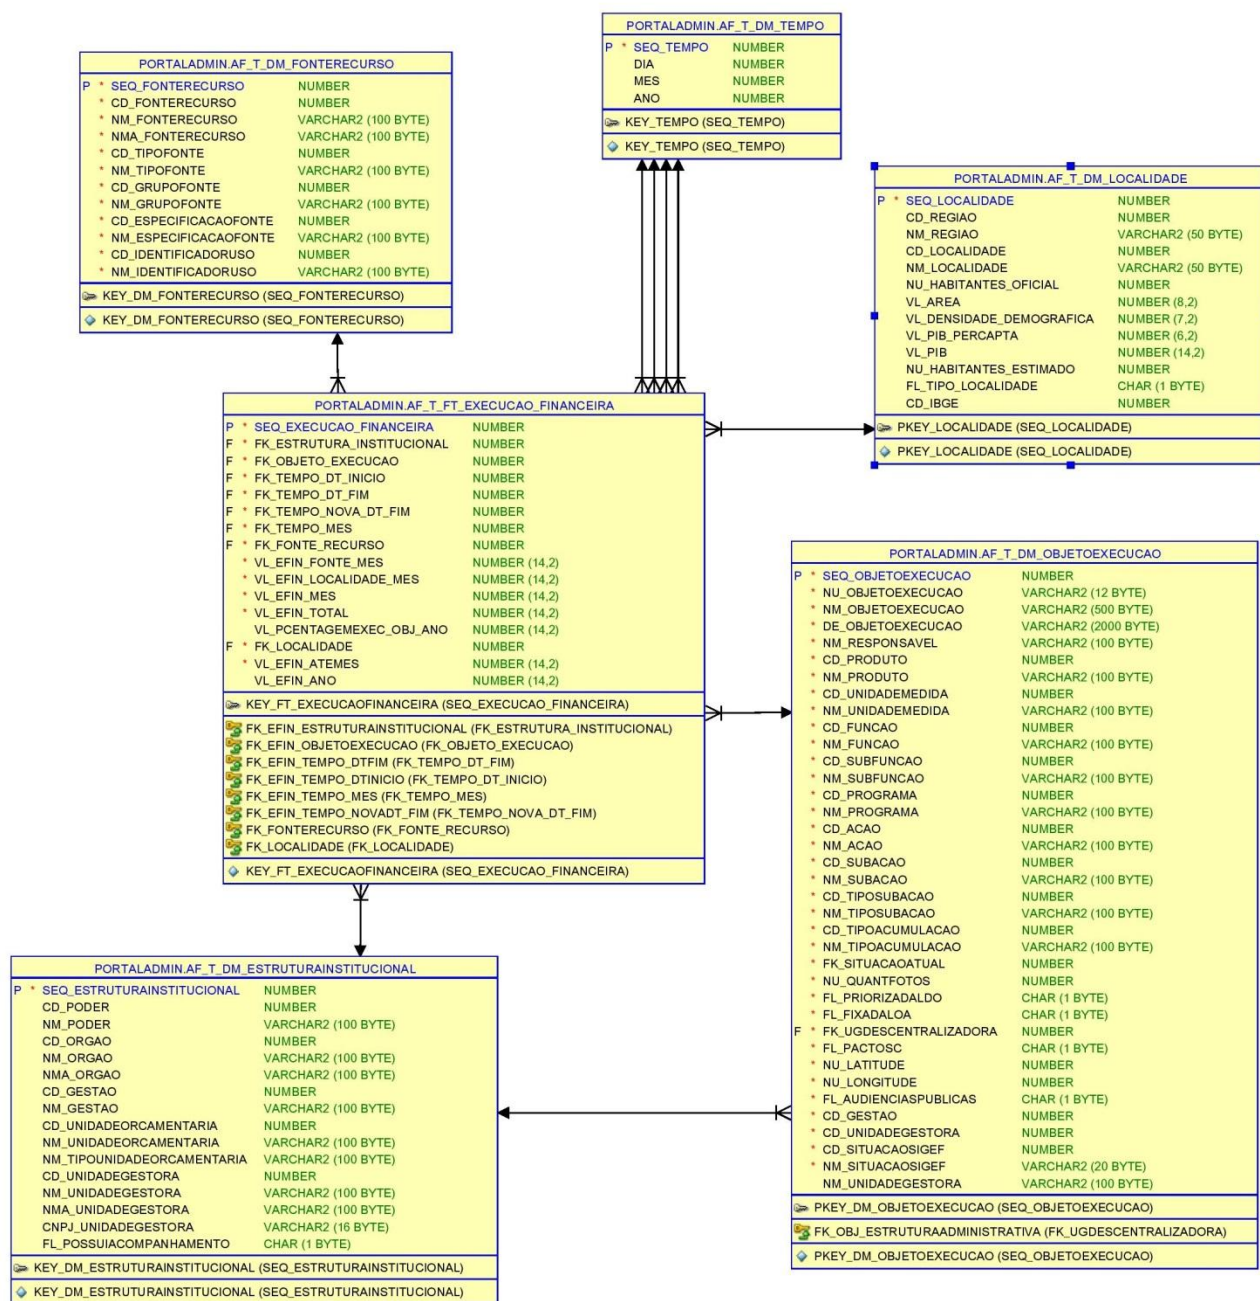 PORTALADMIN.AF_T_DM_FONTERECURSO
P * SEQ_FONTERECURSO NUMBER
* CD_FONTERECURSO NUMBER
* NM_FONTERECURSO VARCHAR2 (100 BYTE)
* NMA_FONTERECURSO VARCHAR2 (100 BYTE)
* CD_TIPOFONTE NUMBER
* NM_TIPOFONTE VARCHAR2 (100 BYTE)
* CD_GRUPOFONTE NUMBER
* NM_GRUPOFONTE VARCHAR2 (100 BYTE)
* CD_ESPECIFICACAOFONTE NUMBER
* NM_ESPECIFICACAOFONTE VARCHAR2 (100 BYTE)
* CD_IDENTIFICADORUSO NUMBER
* NM_IDENTIFICADORUSO VARCHAR2 (100 BYTE)
KEY_DM_FONTERECURSO (SEQ_FONTERECURSO)
KEY_DM_FONTERECURSO (SEQ_FONTERECURSO)
PORTALADMIN.AF_T_DM_TEMPO
P * SEQ_TEMPO NUMBER
DIA NUMBER
MES NUMBER
ANO NUMBER
KEY_TEMPO (SEQ_TEMPO)
KEY_TEMPO (SEQ_TEMPO)
PORTALADMIN.AF_T_DM_LOCALIDADE
P * SEQ_LOCALIDADE NUMBER
CD_REGIAO NUMBER
NM_REGIAO VARCHAR2 (50 BYTE)
CD_LOCALIDADE NUMBER
NM_LOCALIDADE VARCHAR2 (50 BYTE)
NU_HABITANTES_OFICIAL NUMBER
VL_AREA NUMBER (8,2)
VL_DENSIDADE_DEMOGRAFICA NUMBER (7,2)
VL_PIB_PERCAPTA NUMBER (6,2)
VL_PIB NUMBER (14,2)
NU_HABITANTES_ESTIMADO NUMBER
FL_TIPO_LOCALIDADE CHAR (1 BYTE)
CD_IBGE NUMBER
PKEY_LOCALIDADE (SEQ_LOCALIDADE)
PKEY_LOCALIDADE (SEQ_LOCALIDADE)
PORTALADMIN.AF_T_FT_EXECUCAO_FINANCEIRA
P * SEQ_EXECUCAO_FINANCEIRA NUMBER
F * FK_ESTRUTURA_INSTITUCIONAL NUMBER
F * FK_OBJETO_EXECUCAO NUMBER
F * FK_TEMPO_DT_INICIO NUMBER
F * FK_TEMPO_DT_FIM NUMBER
F * FK_TEMPO_NOVA_DT_FIM NUMBER
F * FK_TEMPO_MES NUMBER
F * FK_FONTE_RECURSO NUMBER
* VL_EFIN_FONTE_MES NUMBER (14,2)
* VL_EFIN_LOCALIDADE_MES NUMBER (14,2)
* VL_EFIN_MES NUMBER (14,2)
* VL_EFIN_TOTAL NUMBER (14,2)
VL_PCENTAGEMEXEC_OBJ_ANO NUMBER (14,2)
F * FK_LOCALIDADE NUMBER
* VL_EFIN_ATEMES NUMBER (14,2)
VL_EFIN_ANO NUMBER (14,2)
KEY_FT_EXECUCAOFINANCEIRA (SEQ_EXECUCAO_FINANCEIRA)
FK_EFIN_ESTRUTURAINSTITUCIONAL (FK_ESTRUTURA_INSTITUCIONAL)
FK_EFIN_OBJETOEXECUCAO (FK_OBJETO_EXECUCAO)
FK_EFIN_TEMPO_DTFIM (FK_TEMPO_DT_FIM)
FK_EFIN_TEMPO_DTINICIO (FK_TEMPO_DT_INICIO)
FK_EFIN_TEMPO_MES (FK_TEMPO_MES)
FK_EFIN_TEMPO_NOVADT_FIM (FK_TEMPO_NOVA_DT_FIM)
FK_FONTERECURSO (FK_FONTE_RECURSO)
FK_LOCALIDADE (FK_LOCALIDADE)
KEY_FT_EXECUCAOFINANCEIRA (SEQ_EXECUCAO_FINANCEIRA)
PORTALADMIN.AF_T_DM_OBJETOEXECUCAO
P * SEQ_OBJETOEXECUCAO NUMBER
* NU_OBJETOEXECUCAO VARCHAR2 (12 BYTE)
* NM_OBJETOEXECUCAO VARCHAR2 (500 BYTE)
* DE_OBJETOEXECUCAO VARCHAR2 (2000 BYTE)
* NM_RESPONSAVEL VARCHAR2 (100 BYTE)
* CD_PRODUTO NUMBER
* NM_PRODUTO VARCHAR2 (100 BYTE)
* CD_UNIDADEMEDIDA NUMBER
* NM_UNIDADEMEDIDA VARCHAR2 (100 BYTE)
* CD_FUNCAO NUMBER
* NM_FUNCAO VARCHAR2 (100 BYTE)
* CD_SUBFUNCAO NUMBER
* NM_SUBFUNCAO VARCHAR2 (100 BYTE)
* CD_PROGRAMA NUMBER
* NM_PROGRAMA VARCHAR2 (100 BYTE)
* CD_ACAO NUMBER
* NM_ACAO VARCHAR2 (100 BYTE)
* CD_SUBACAO NUMBER
* NM_SUBACAO VARCHAR2 (100 BYTE)
* CD_TIPOSUBACAO NUMBER
* NM_TIPOSUBACAO VARCHAR2 (100 BYTE)
* CD_TIPOACUMULACAO NUMBER
* NM_TIPOACUMULACAO VARCHAR2 (100 BYTE)
* FK_SITUACAOATUAL NUMBER
* NU_QUANTFOTOS NUMBER
* FL_PRIORIZADALDO CHAR (1 BYTE)
* FL_FIXADALOA CHAR (1 BYTE)
F * FK_UGDESCENTRALIZADORA NUMBER
* FL_PACTOSC CHAR (1 BYTE)
* NU_LATITUDE NUMBER
* NU_LONGITUDE NUMBER
* FL_AUDIENCIASPUBLICAS CHAR (1 BYTE)
* CD_GESTAO NUMBER
* CD_UNIDADEGESTORA NUMBER
* CD_SITUACAOSIGEF NUMBER
* NM_SITUACAOSIGEF VARCHAR2 (20 BYTE)
NM_UNIDADEGESTORA VARCHAR2 (100 BYTE)
PKEY_DM_OBJETOEXECUCAO (SEQ_OBJETOEXECUCAO)
FK_OBJ_ESTRUTURAADMINISTRATIVA (FK_UGDESCENTRALIZADORA)
PKEY_DM_OBJETOEXECUCAO (SEQ_OBJETOEXECUCAO)
PORTALADMIN.AF_T_DM_ESTRUTURAINSTITUCIONAL
P * SEQ_ESTRUTURAINSTITUCIONAL NUMBER
CD_PODER NUMBER
NM_PODER VARCHAR2 (100 BYTE)
CD_ORGAO NUMBER
NM_ORGAO VARCHAR2 (100 BYTE)
NMA_ORGAO VARCHAR2 (100 BYTE)
CD_GESTAO NUMBER
NM_GESTAO VARCHAR2 (100 BYTE)
CD_UNIDADEORCAMENTARIA NUMBER
NM_UNIDADEORCAMENTARIA VARCHAR2 (100 BYTE)
NM_TIPOUNIDADEORCAMENTARIA VARCHAR2 (100 BYTE)
CD_UNIDADEGESTORA NUMBER
NM_UNIDADEGESTORA VARCHAR2 (100 BYTE)
NMA_UNIDADEGESTORA VARCHAR2 (100 BYTE)
CNPJ_UNIDADEGESTORA VARCHAR2 (16 BYTE)
FL_POSSUIACOMPANHAMENTO CHAR (1 BYTE)
KEY_DM_ESTRUTURAINSTITUCIONAL (SEQ_ESTRUTURAINSTITUCIONAL)
KEY_DM_ESTRUTURAINSTITUCIONAL (SEQ_ESTRUTURAINSTITUCIONAL)